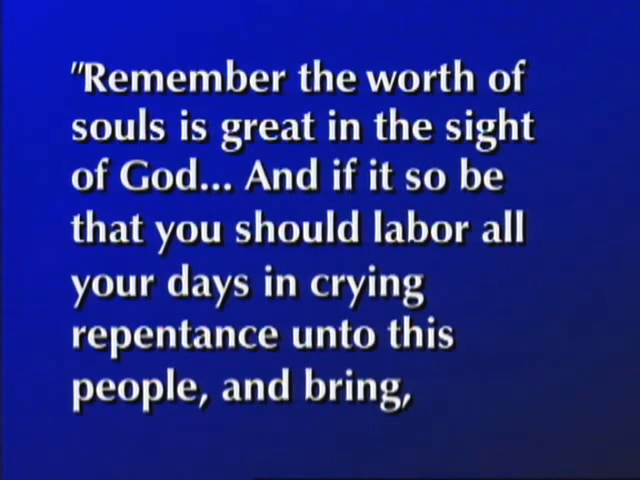 "Remember the worth of
souls is great in the sight
of God... And if it so be
that you should labor all
your days in crying
repentance unto this
people, and bring,